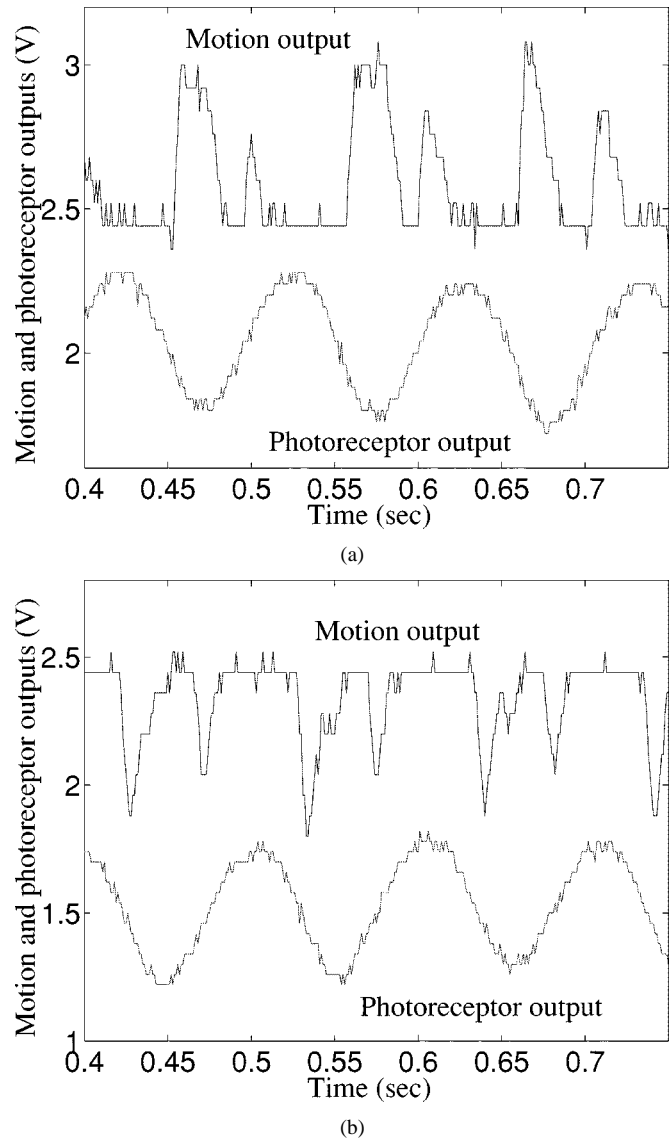 Motion and photoreceptor outputs (V)
Motion output
3
2.5
2
Photoreceptor output
0.4 0.45 0.5 0.55 0.6 0.65 0.7
Time (sec)
(a)
Motion and photoreceptor outputs (V)
Motion output
2.5
2
1.5
Photoreceptor output
1
0.4 0.45 0.5 0.55 0.6 0.65 0.7
Time (sec)
(b)